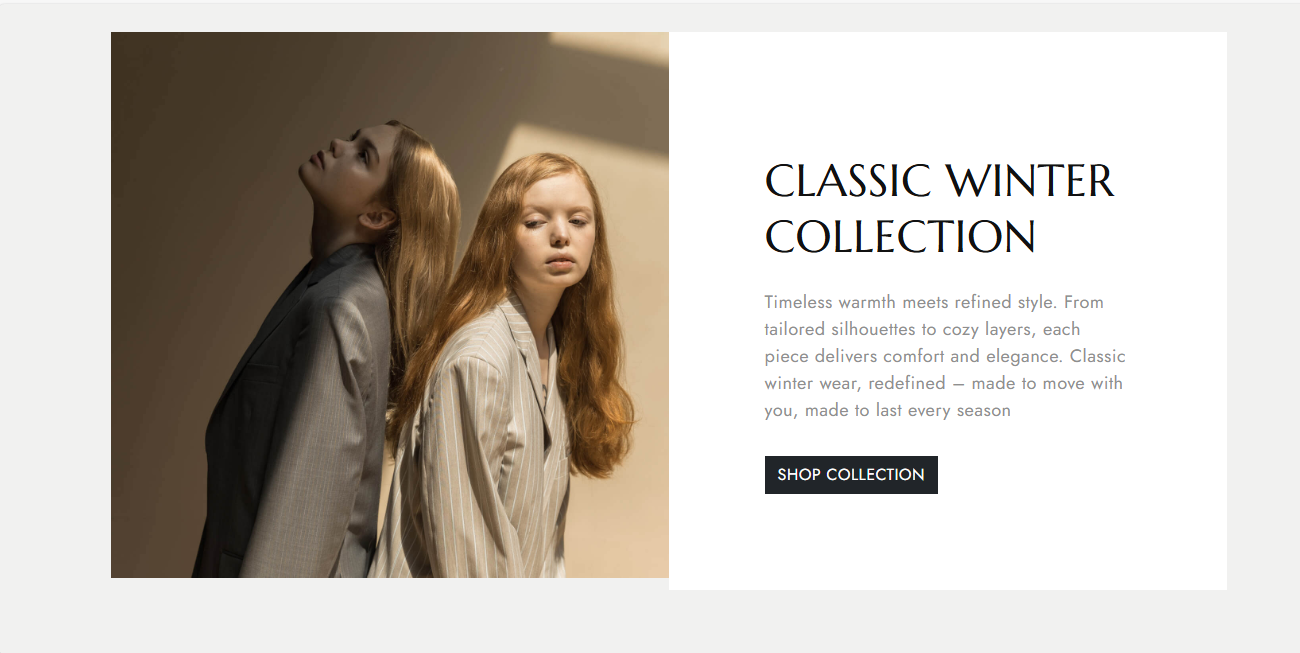 CLASSIC WINTER
COLLECTION
Timeless warmth meets refined style. From
tailored silhouettes to cozy layers, each
piece delivers comfort and elegance. Classic
winter wear, redefined – made to move with
you, made to last every season
SHOP COLLECTION